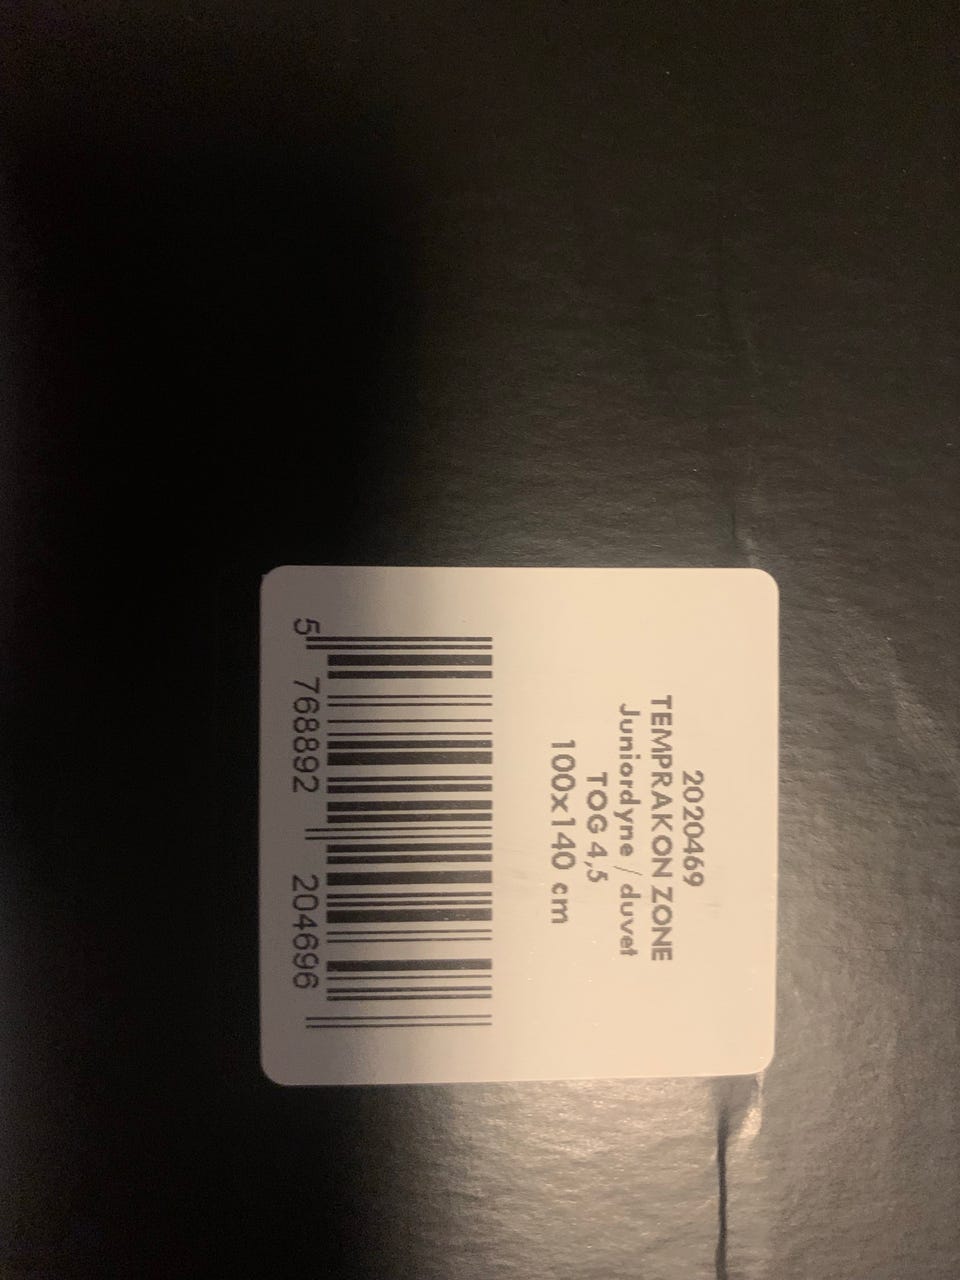 2020469
TEMPRAKON ZONE
Juniordyne / duvet
TOG 4,5
100x140 cm
5 768892 204696